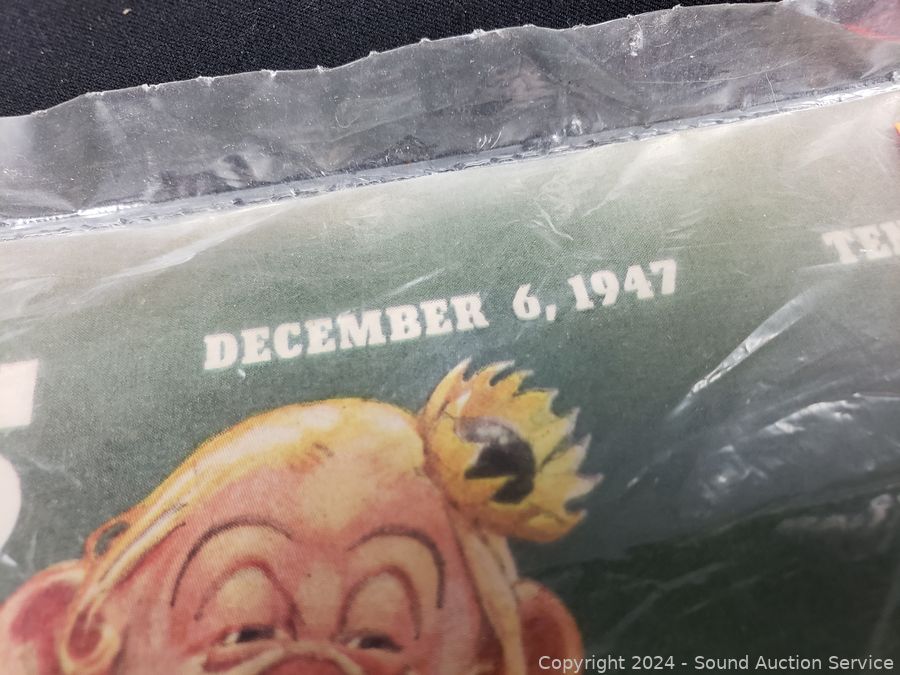 DECEMBER 6, 1947
Copyright 2024 - Sound Auction Service